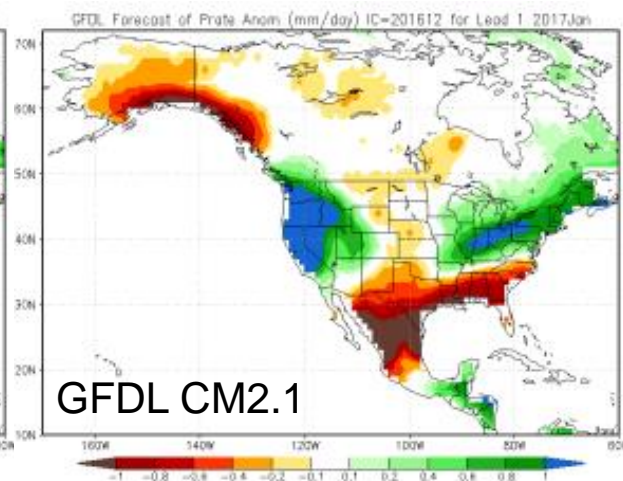 GFDL Forecast of Prate Anom (mm/day) IC=201612 for Lead 1 2017Jan
70N
60N
50N
40N
30N
20N
10N
GFDL CM2.1
160W 140W 120W 100W 80W
-1 -0.8 -0.6 -0.4 -0.2 -0.1 0.1 0.2 0.4 0.6 0.8 1